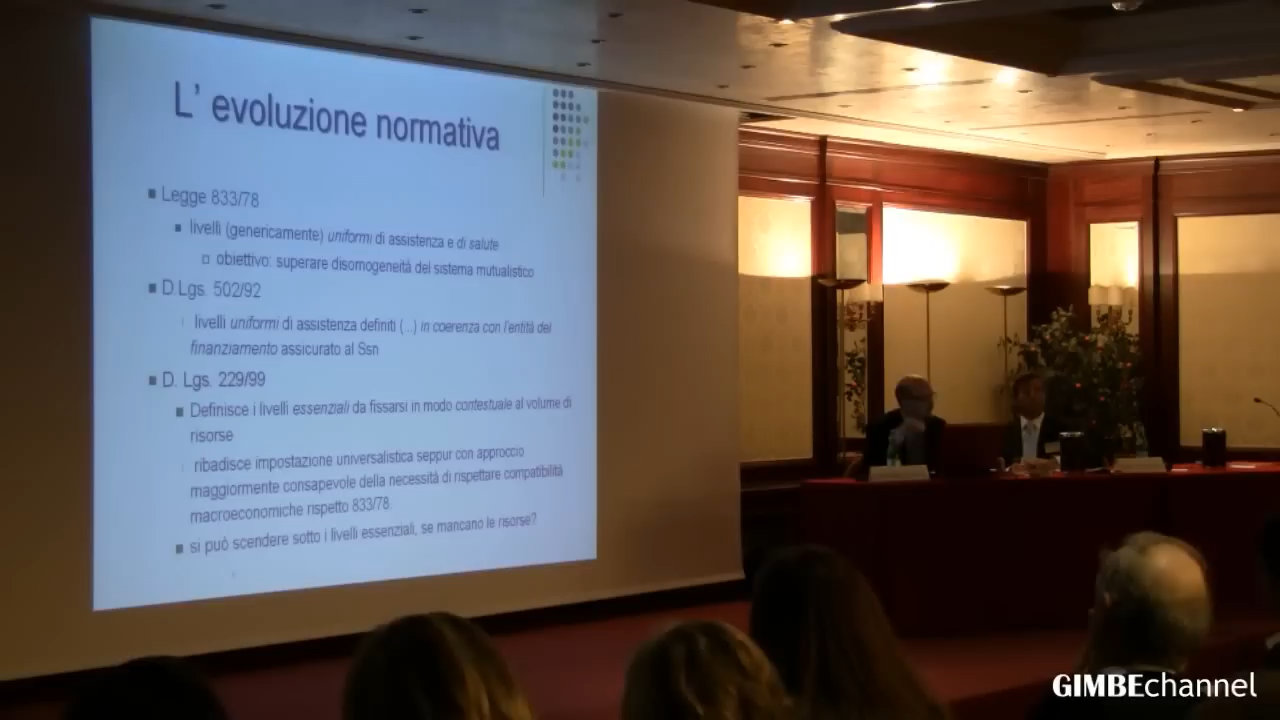 L' evoluzione normativa
Legge 833/78
livelli (genericamente) uniformi di assistenza e di salute
obiettivo: superare disomogeneità del sistema mutualistico
D.Lgs. 502/92
livelli uniformi di assistenza definiti (...) in coerenza con l'entità del
finanziamento assicurato al Ssn
D. Lgs. 229/99
Definisce i livelli essenziali da fissarsi in modo contestuale al volume di
risorse
ribadisce impostazione universalistica seppur con approccio
maggiormente consapevole della necessità di rispettare compatibilità
macroeconomiche rispetto 833/78
si può scendere sotto i livelli essenziali, se mancano le risorse?
GIMBEchannel